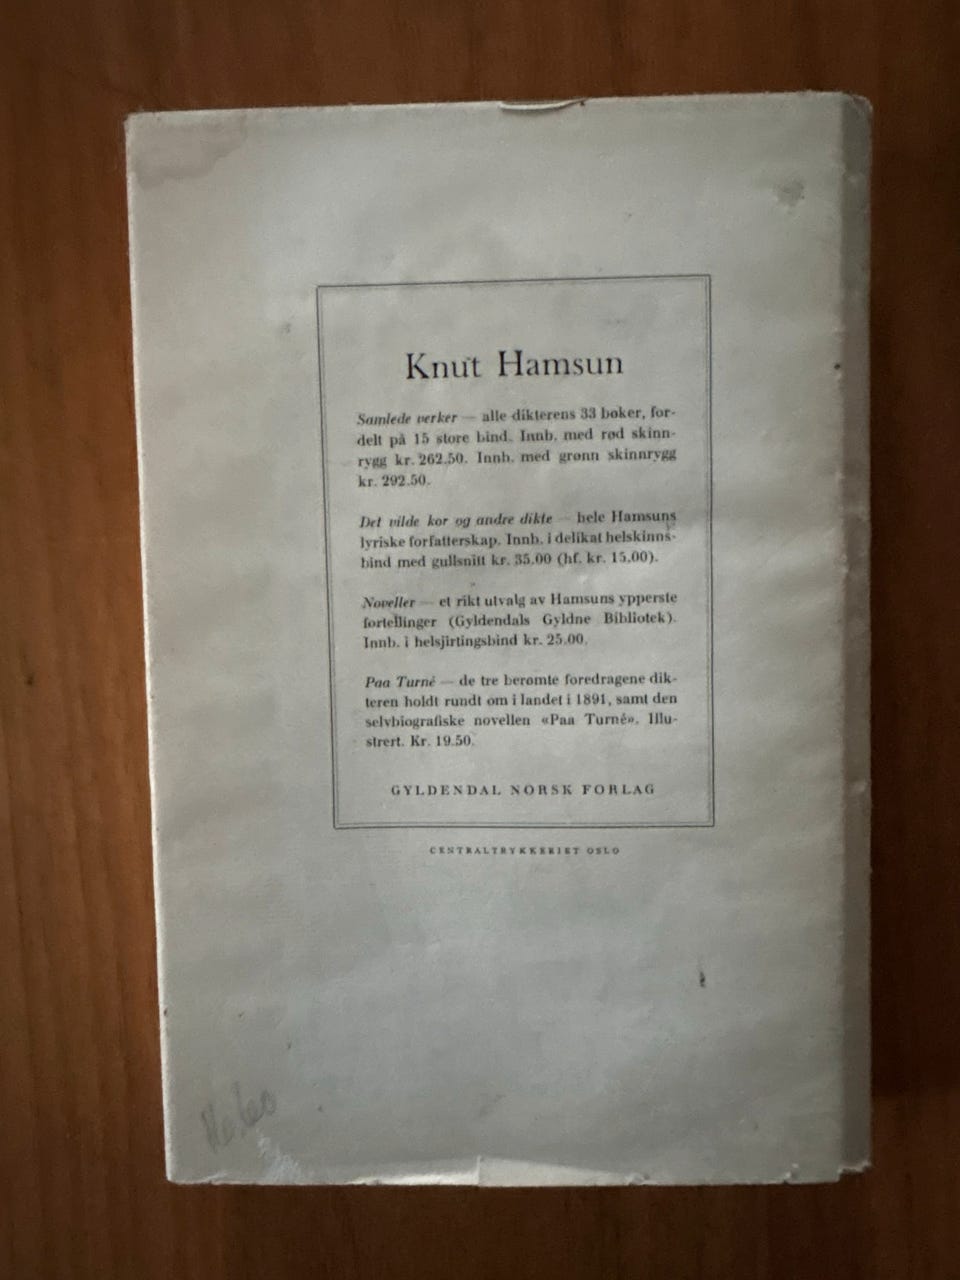 Knut Hamsun
Samlede verker — alle dikterens 33 bøker, for-
delt på 15 store bind. Innb. med rød skinn-
rygg kr. 262.50. Innb. med grønn skinnrygg
kr. 292.50.
Det vilde kor og andre dikte — hele Hamsuns
lyriske forfatterskap. Innb. i delikat helskinns-
bind med gullsnitt kr. 35.00 (hf. kr. 15.00).
Noveller — et rikt utvalg av Hamsuns ypperste
fortellinger (Gyldendals Gyldne Bibliotek).
Innb. i helsjirtingsbind kr. 25.00.
Paa Turné — de tre berømte foredragene dik-
teren holdt rundt om i landet i 1891, samt den
selvbiografiske novellen «Paa Turné». Illu-
strert. Kr. 19.50.
GYLDENDAL NORSK FORLAG
CENTRALTRYKKERIET OSLO